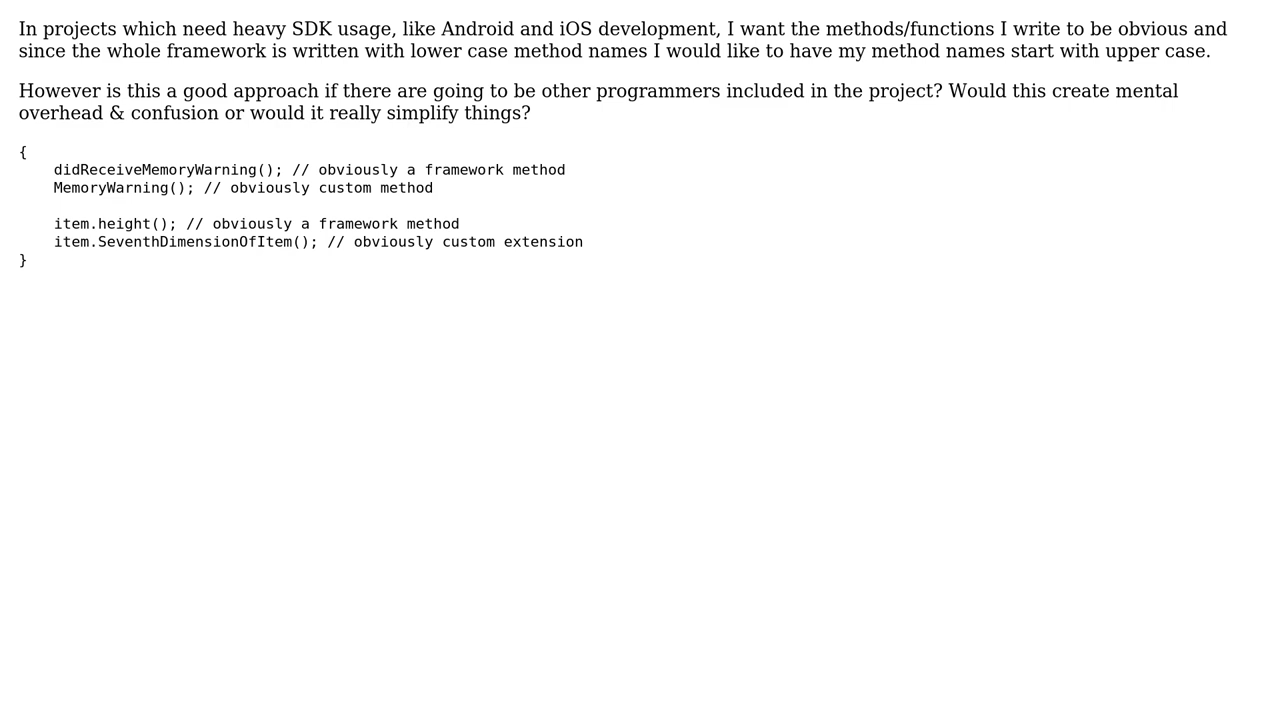 In projects which need heavy SDK usage, like Android and iOS development, I want the methods/functions I write to be obvious and
since the whole framework is written with lower case method names I would like to have my method names start with upper case.
However is this a good approach if there are going to be other programmers included in the project? Would this create mental
overhead & confusion or would it really simplify things?
{
    didReceiveMemoryWarning(); // obviously a framework method
    MemoryWarning(); // obviously custom method
    item.height(); // obviously a framework method
    item.SeventhDimensionOfItem(); // obviously custom extension
}